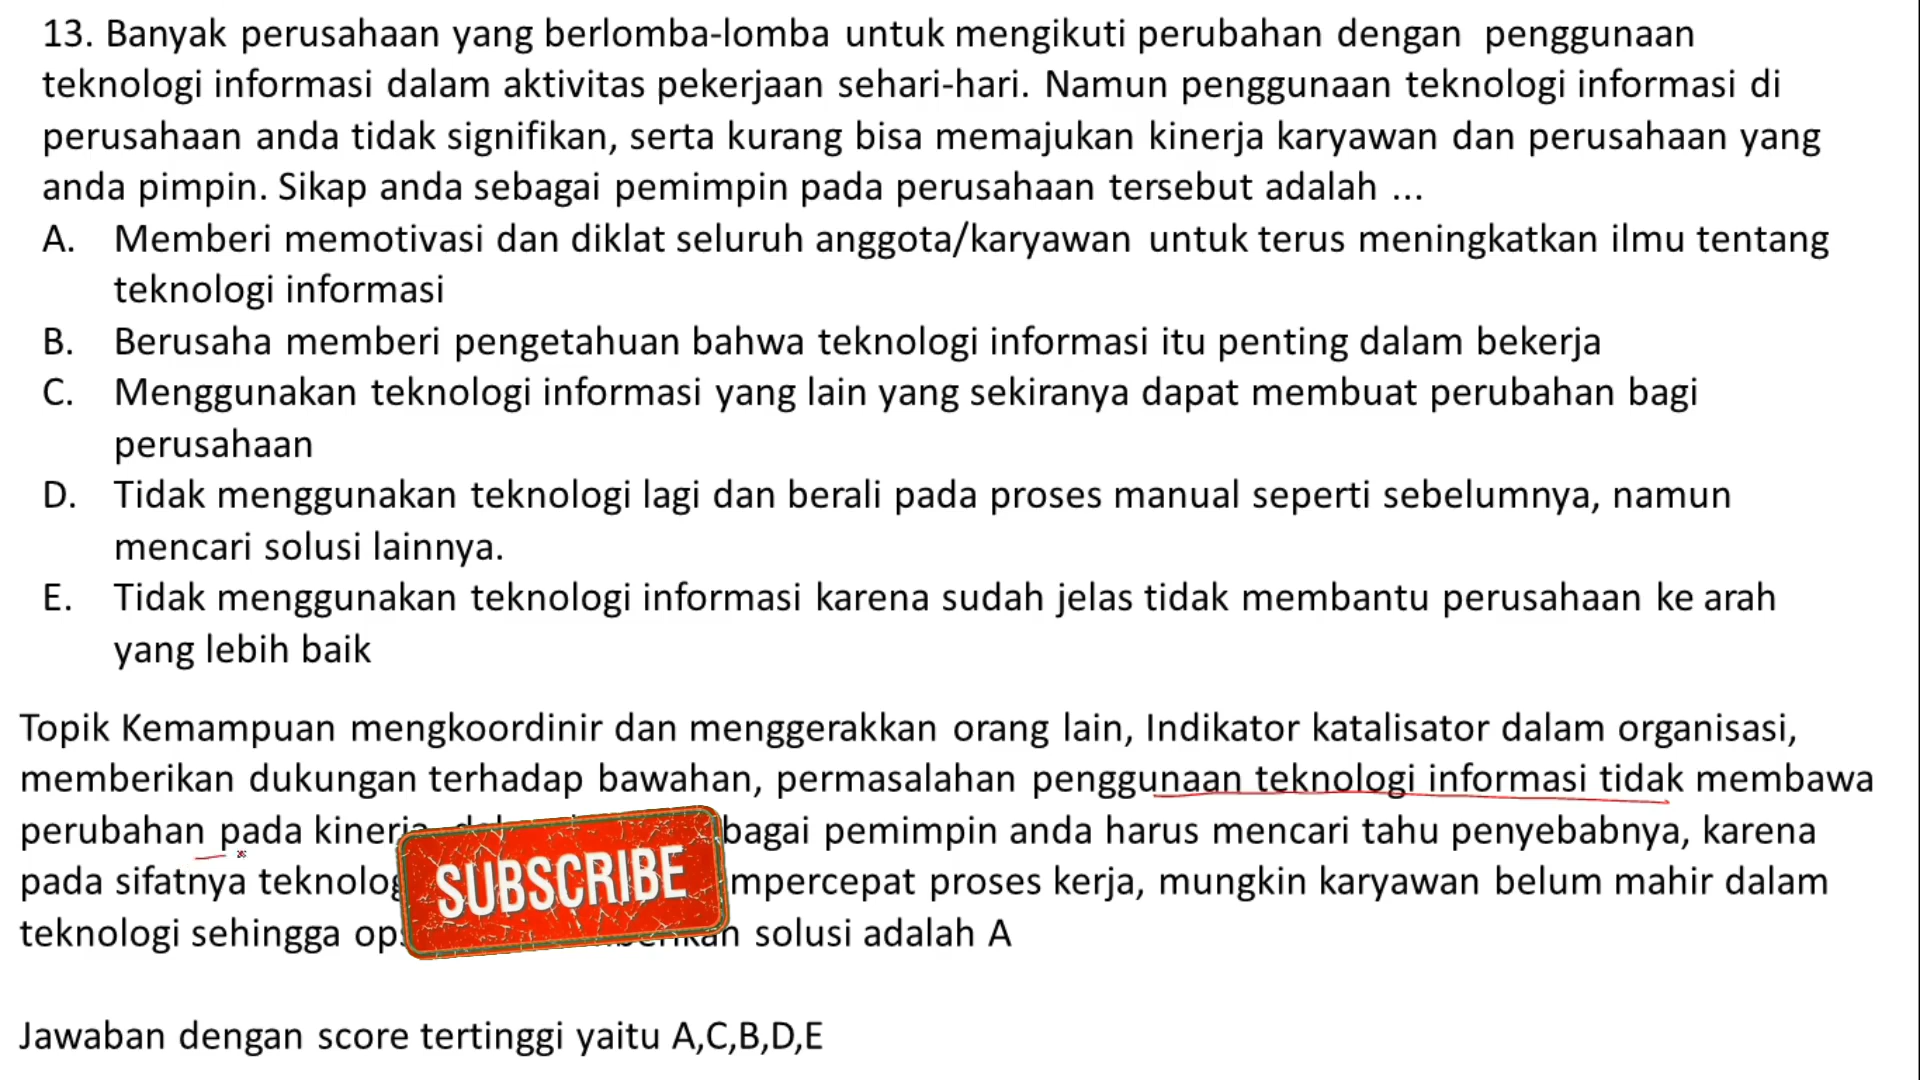 13. Banyak perusahaan yang berlomba-lomba untuk mengikuti perubahan dengan penggunaan
teknologi informasi dalam aktivitas pekerjaan sehari-hari. Namun penggunaan teknologi informasi di
perusahaan anda tidak signifikan, serta kurang bisa memajukan kinerja karyawan dan perusahaan yang
anda pimpin. Sikap anda sebagai pemimpin pada perusahaan tersebut adalah ...
A. Memberi memotivasi dan diklat seluruh anggota/karyawan untuk terus meningkatkan ilmu tentang
teknologi informasi
B. Berusaha memberi pengetahuan bahwa teknologi informasi itu penting dalam bekerja
C. Menggunakan teknologi informasi yang lain yang sekiranya dapat membuat perubahan bagi
perusahaan
D. Tidak menggunakan teknologi lagi dan berali pada proses manual seperti sebelumnya, namun
mencari solusi lainnya.
E. Tidak menggunakan teknologi informasi karena sudah jelas tidak membantu perusahaan ke arah
yang lebih baik
Topik Kemampuan mengkoordinir dan menggerakkan orang lain, Indikator katalisator dalam organisasi,
memberikan dukungan terhadap bawahan, permasalahan penggunaan teknologi informasi tidak membawa
perubahan pada pemimpin anda harus mencari tahu penyebabnya, karena
pada sifatnya proses kerja, mungkin karyawan belum mahir dalam
teknologi sehingga solusi adalah A
SUBSCRIBE
Jawaban dengan score tertinggi yaitu A,C,B,D,E